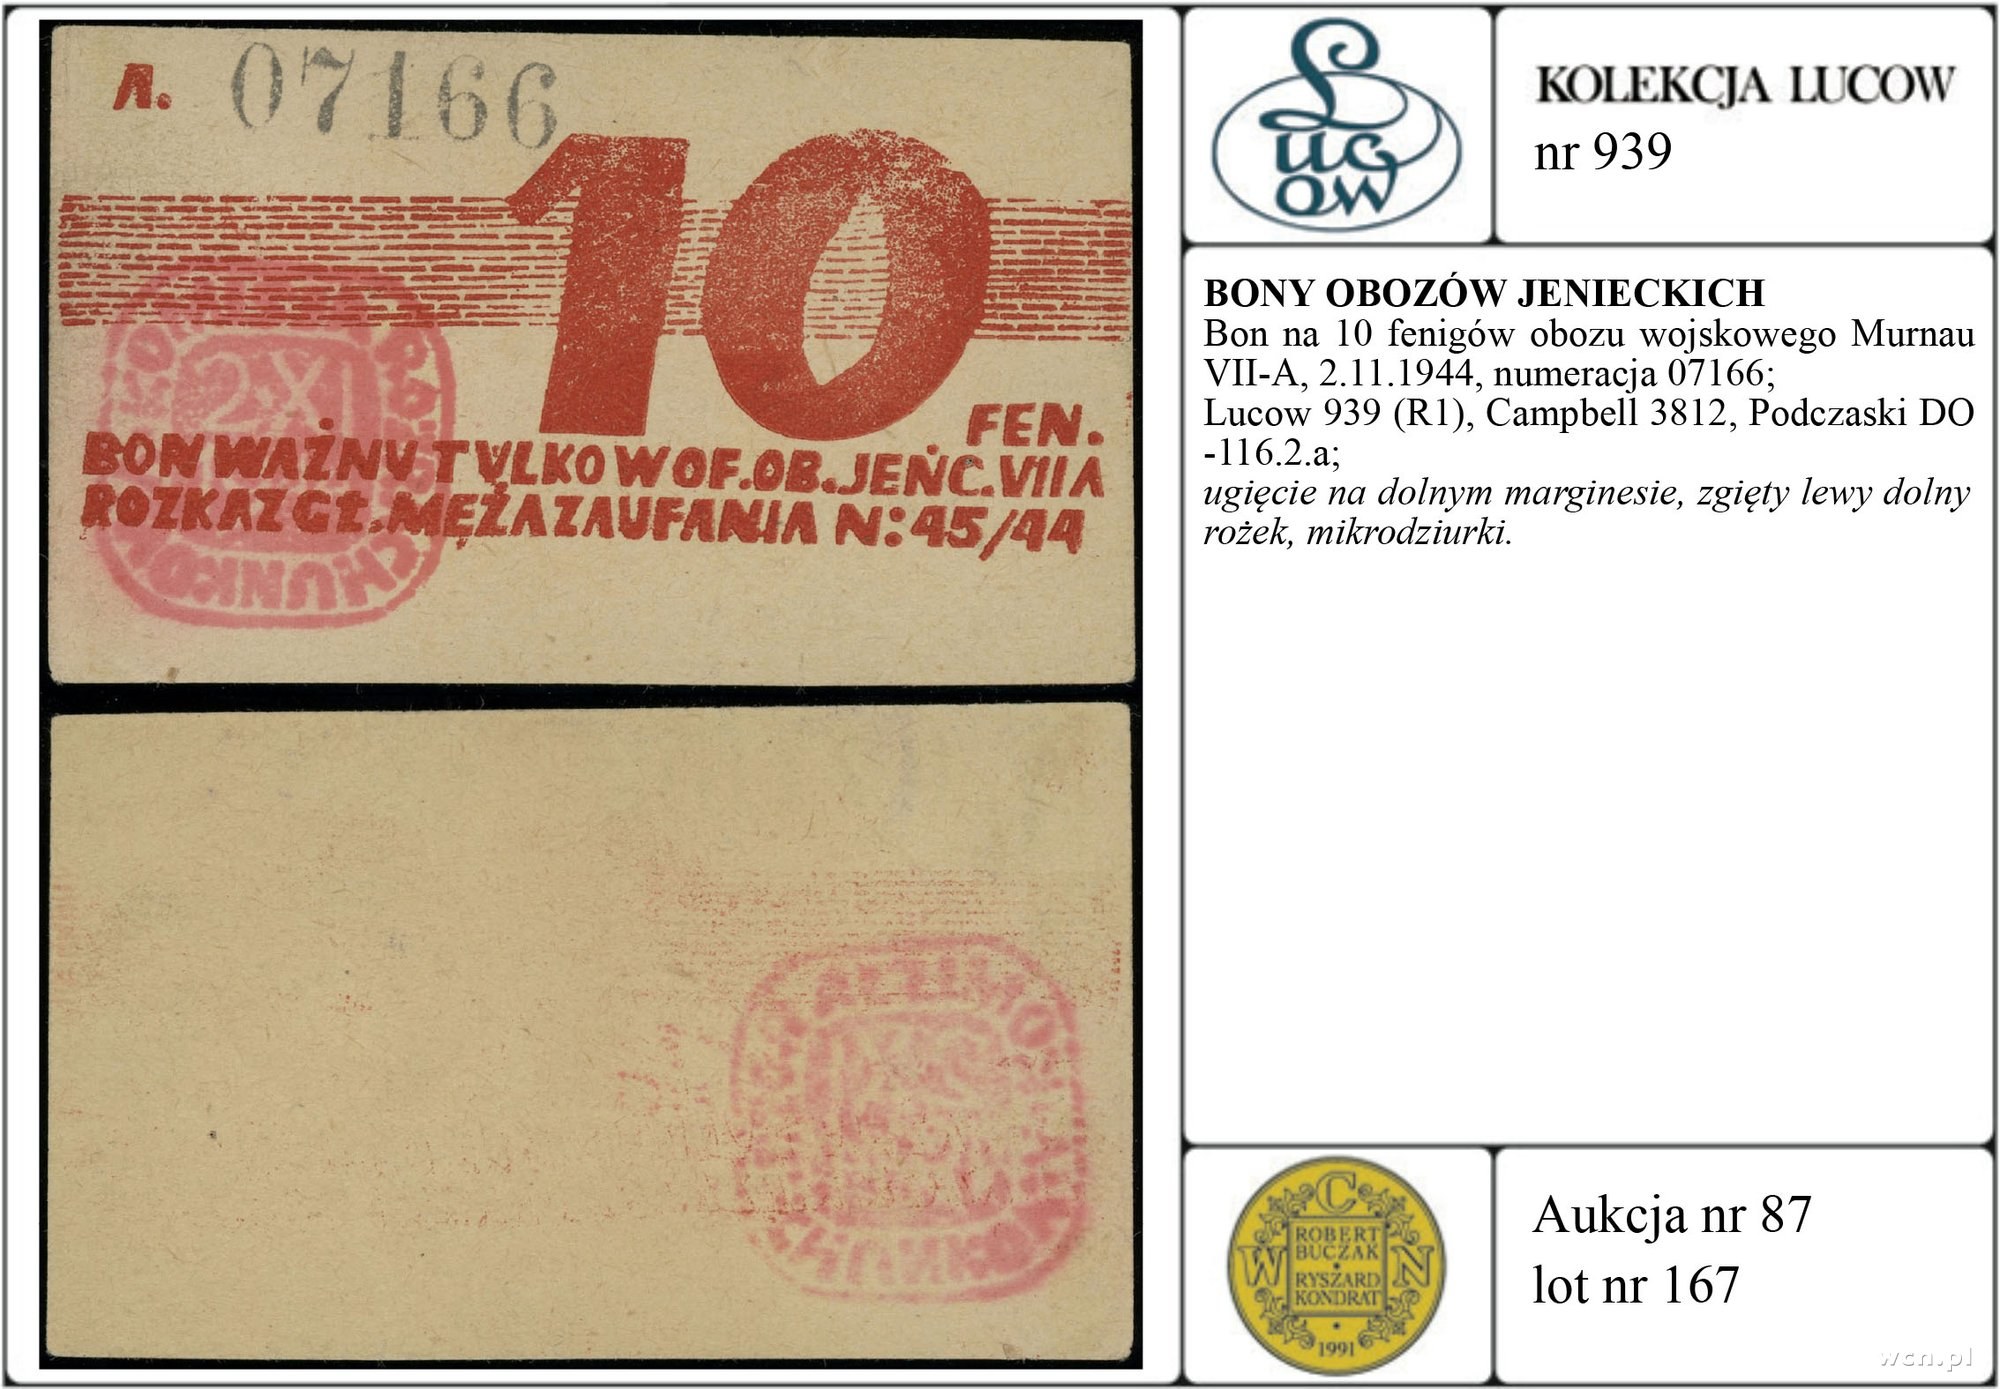 A. 07166
10
FEN.
BON WAŻNY TYLKO W OF.OB.JEŃC.VII A
ROZKAZ GŁ. MĘŻA ZAUFANIA N: 45/44
2·XI
Lugow
KOLEKCJA LUCOW
nr 939
BONY OBOZÓW JENIECKICH
Bon na 10 fenigów obozu wojskowego Murnau
VII-A, 2.11.1944, numeracja 07166;
Lucow 939 (R1), Campbell 3812, Podczaski DO
-116.2.a;
ugięcie na dolnym marginesie, zgięty lewy dolny
rożek, mikrodziurki.
C
W N
ROBERT
BUCZAK
RYSZARD
KONDRAT
1991
Aukcja nr 87
lot nr 167
wcn.pl